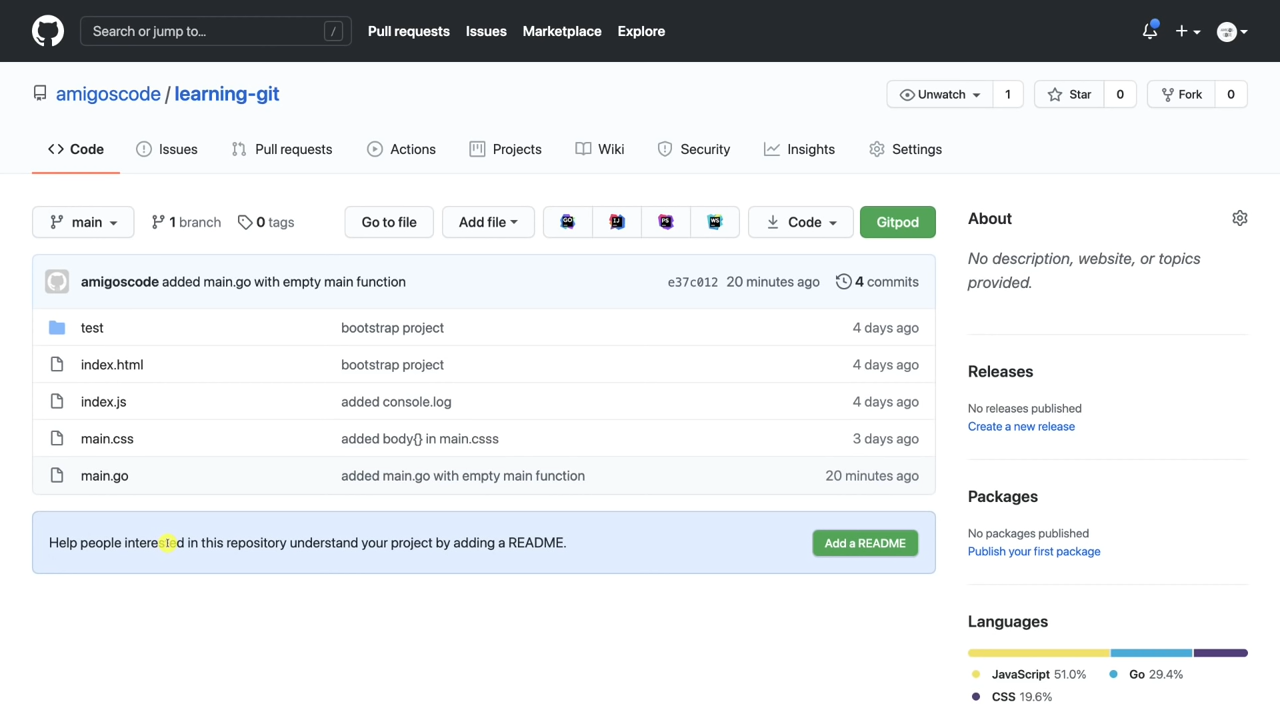 Search or jump to... /
Pull requests Issues Marketplace Explore
amigoscode / learning-git
Unwatch 1 Star 0 Fork 0
Code Issues Pull requests Actions Projects Wiki Security Insights Settings
main 1 branch 0 tags Go to file Add file Code Gitpod
amigoscode added main.go with empty main function e37c012 20 minutes ago 4 commits
test bootstrap project 4 days ago
index.html bootstrap project 4 days ago
index.js added console.log 4 days ago
main.css added body{} in main.csss 3 days ago
main.go added main.go with empty main function 20 minutes ago
Help people interested in this repository understand your project by adding a README. Add a README
About
No description, website, or topics
provided.
Releases
No releases published
Create a new release
Packages
No packages published
Publish your first package
Languages
JavaScript 51.0% Go 29.4%
CSS 19.6%